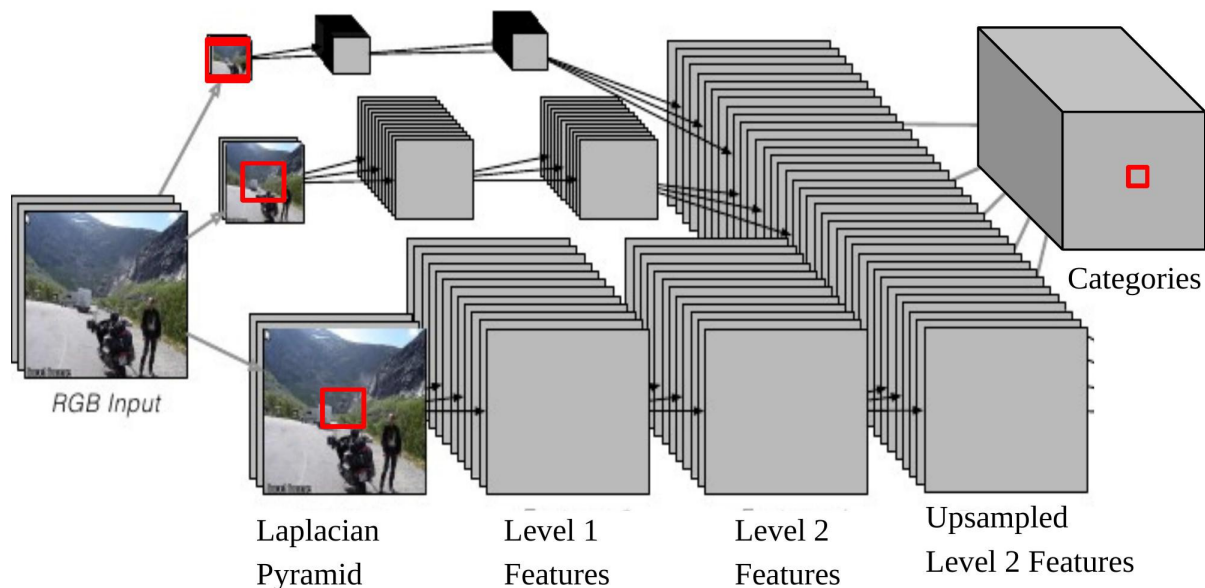 Categories
RGB Input
Laplacian
Pyramid
Level 1
Features
Level 2
Features
Upsampled
Level 2 Features